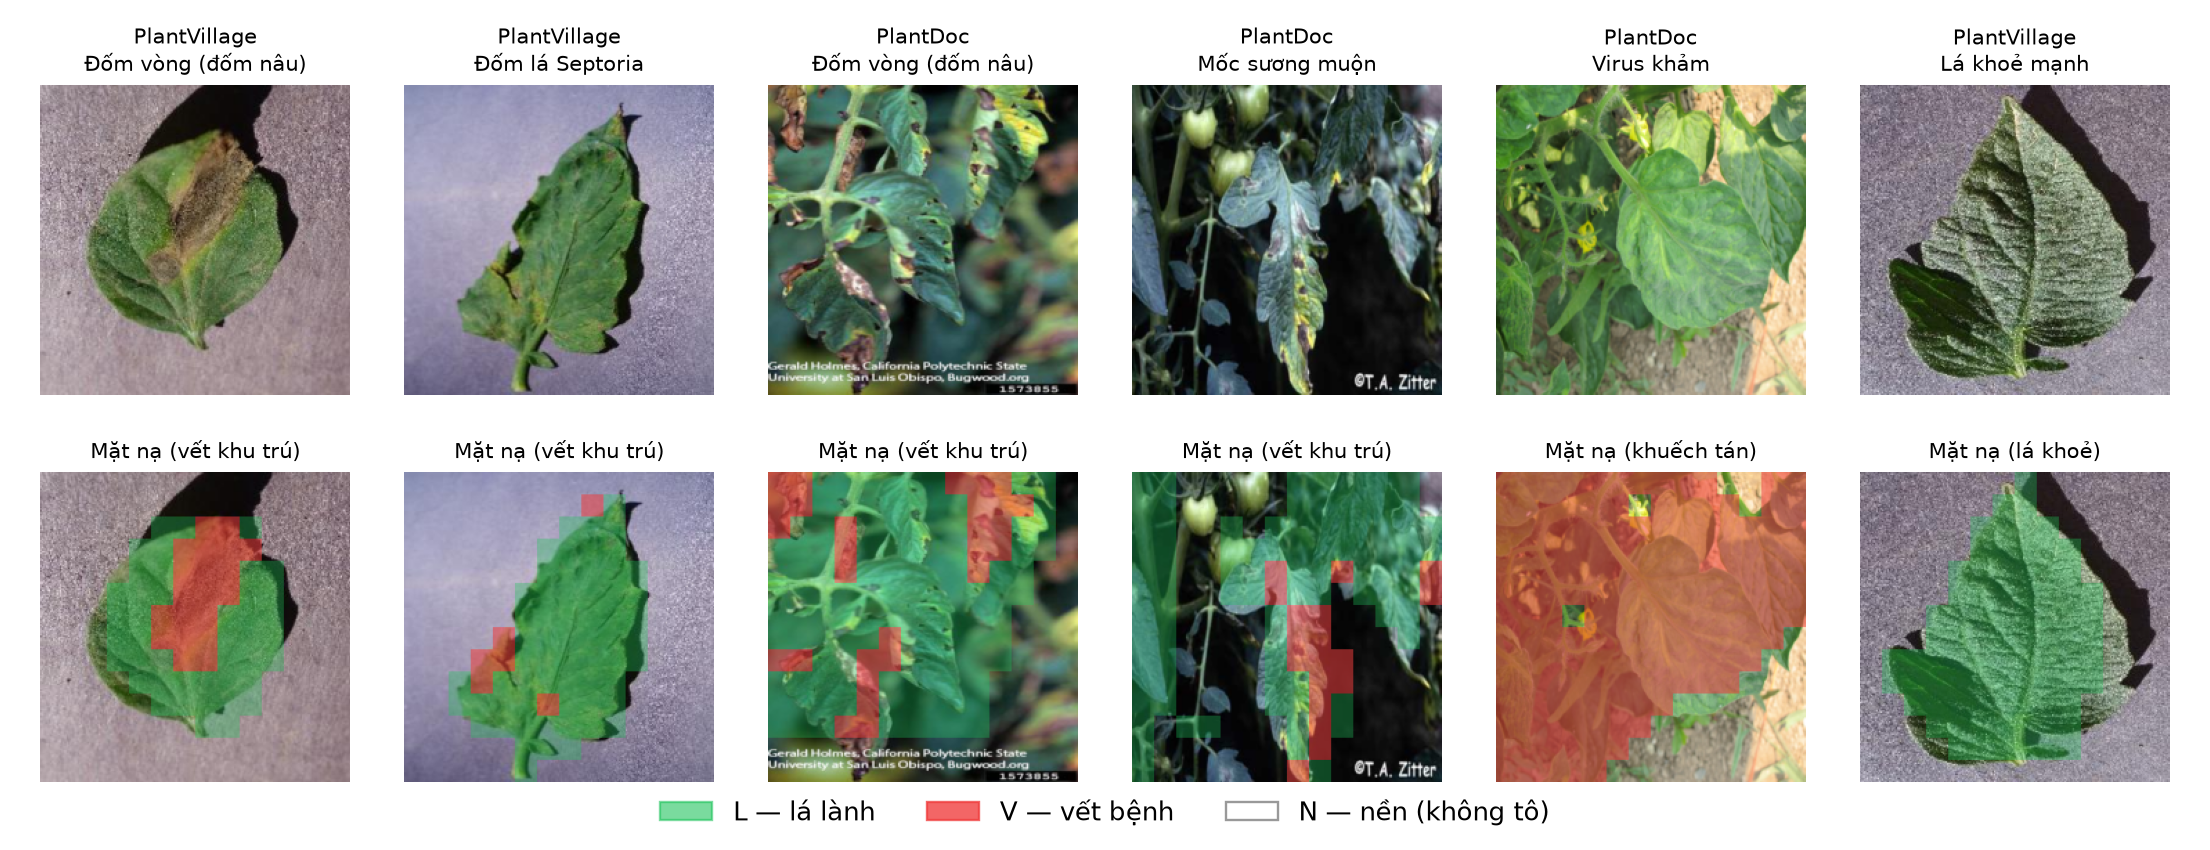 PlantVillage
Đốm vòng (đốm nâu)
PlantVillage
Đốm lá Septoria
PlantDoc
Đốm vòng (đốm nâu)
PlantDoc
Mốc sương muộn
PlantDoc
Virus khảm
PlantVillage
Lá khoẻ mạnh
Gerald Holmes, California Polytechnic State
University at San Luis Obispo, Bugwood.org
1573855
©T.A. Zitter
Mặt nạ (vết khu trú)
Mặt nạ (vết khu trú)
Mặt nạ (vết khu trú)
Mặt nạ (vết khu trú)
Mặt nạ (khuếch tán)
Mặt nạ (lá khoẻ)
Gerald Holmes, California Polytechnic State
University at San Luis Obispo, Bugwood.org
1573855
©T.A. Zitter
L — lá lành
V — vết bệnh
N — nền (không tô)